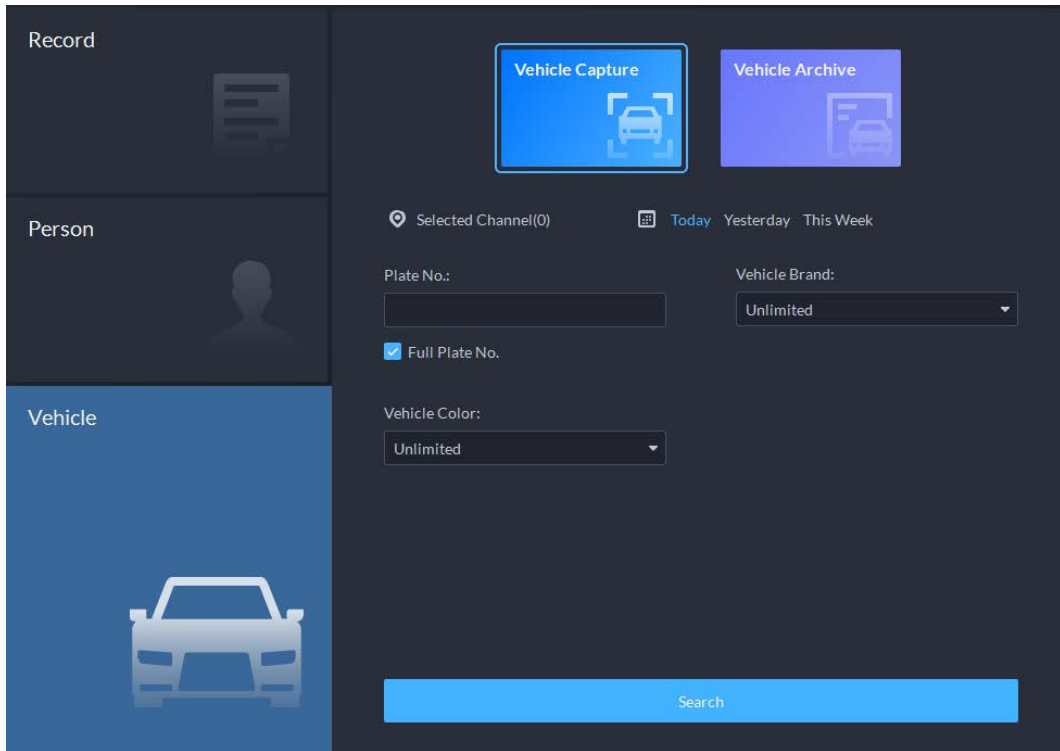 Record
Person
Vehicle
Vehicle Capture
Vehicle Archive
Selected Channel(0)
Today Yesterday This Week
Plate No.:
Vehicle Brand:
Unlimited
Full Plate No.
Vehicle Color:
Unlimited
Search